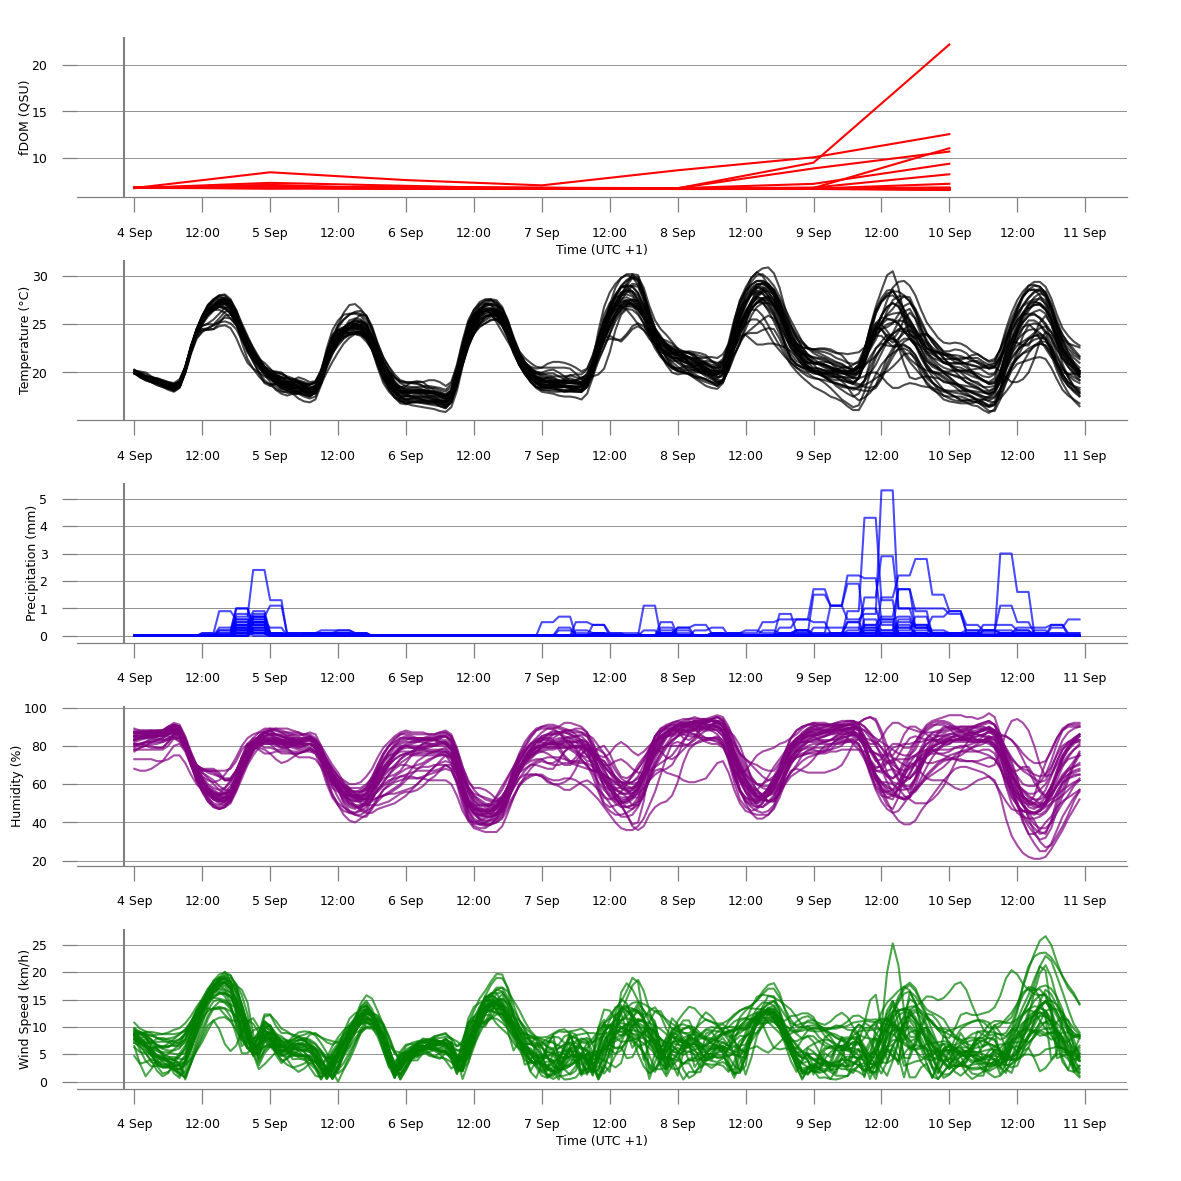 20
15
10
fDOM (QSU)
4 Sep 12:00 5 Sep 12:00 6 Sep 12:00 7 Sep 12:00 8 Sep 12:00 9 Sep 12:00 10 Sep 12:00 11 Sep
Time (UTC +1)
30
25
20
Temperature (°C)
4 Sep 12:00 5 Sep 12:00 6 Sep 12:00 7 Sep 12:00 8 Sep 12:00 9 Sep 12:00 10 Sep 12:00 11 Sep
5
4
3
2
1
0
Precipitation (mm)
4 Sep 12:00 5 Sep 12:00 6 Sep 12:00 7 Sep 12:00 8 Sep 12:00 9 Sep 12:00 10 Sep 12:00 11 Sep
100
80
60
40
20
Humidity (%)
4 Sep 12:00 5 Sep 12:00 6 Sep 12:00 7 Sep 12:00 8 Sep 12:00 9 Sep 12:00 10 Sep 12:00 11 Sep
25
20
15
10
5
0
Wind Speed (km/h)
4 Sep 12:00 5 Sep 12:00 6 Sep 12:00 7 Sep 12:00 8 Sep 12:00 9 Sep 12:00 10 Sep 12:00 11 Sep
Time (UTC +1)